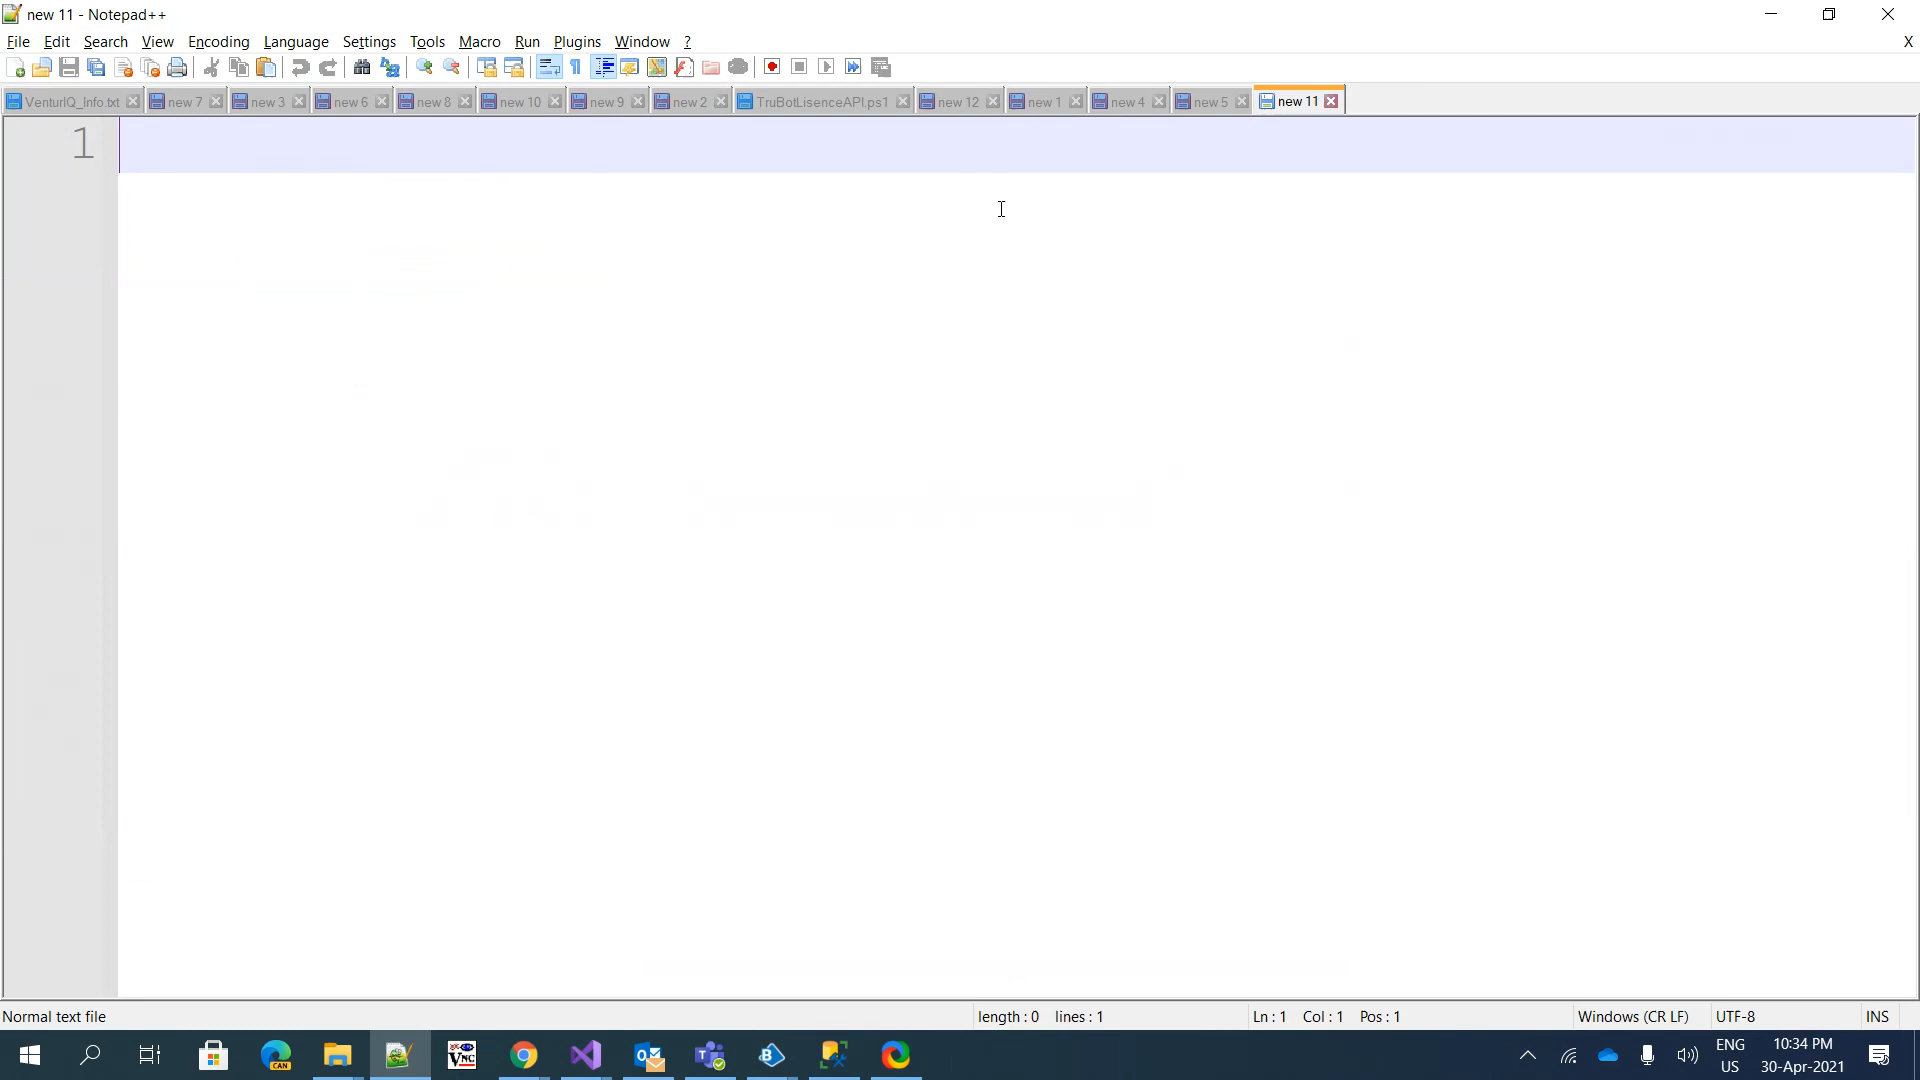 new 11 - Notepad++
File Edit Search View Encoding Language Settings Tools Macro Run Plugins Window ? X
VenturIQ_Info.txt new 7 new 3 new 6 new 8 new 10 new 9 new 2 TruBotLisenceAPI.ps1 new 12 new 1 new 4 new 5 new 11
1
Normal text file length : 0 lines : 1 Ln : 1 Col : 1 Pos : 1 Windows (CR LF) UTF-8 INS
CAN VNC ENG 10:34 PM
US 30-Apr-2021